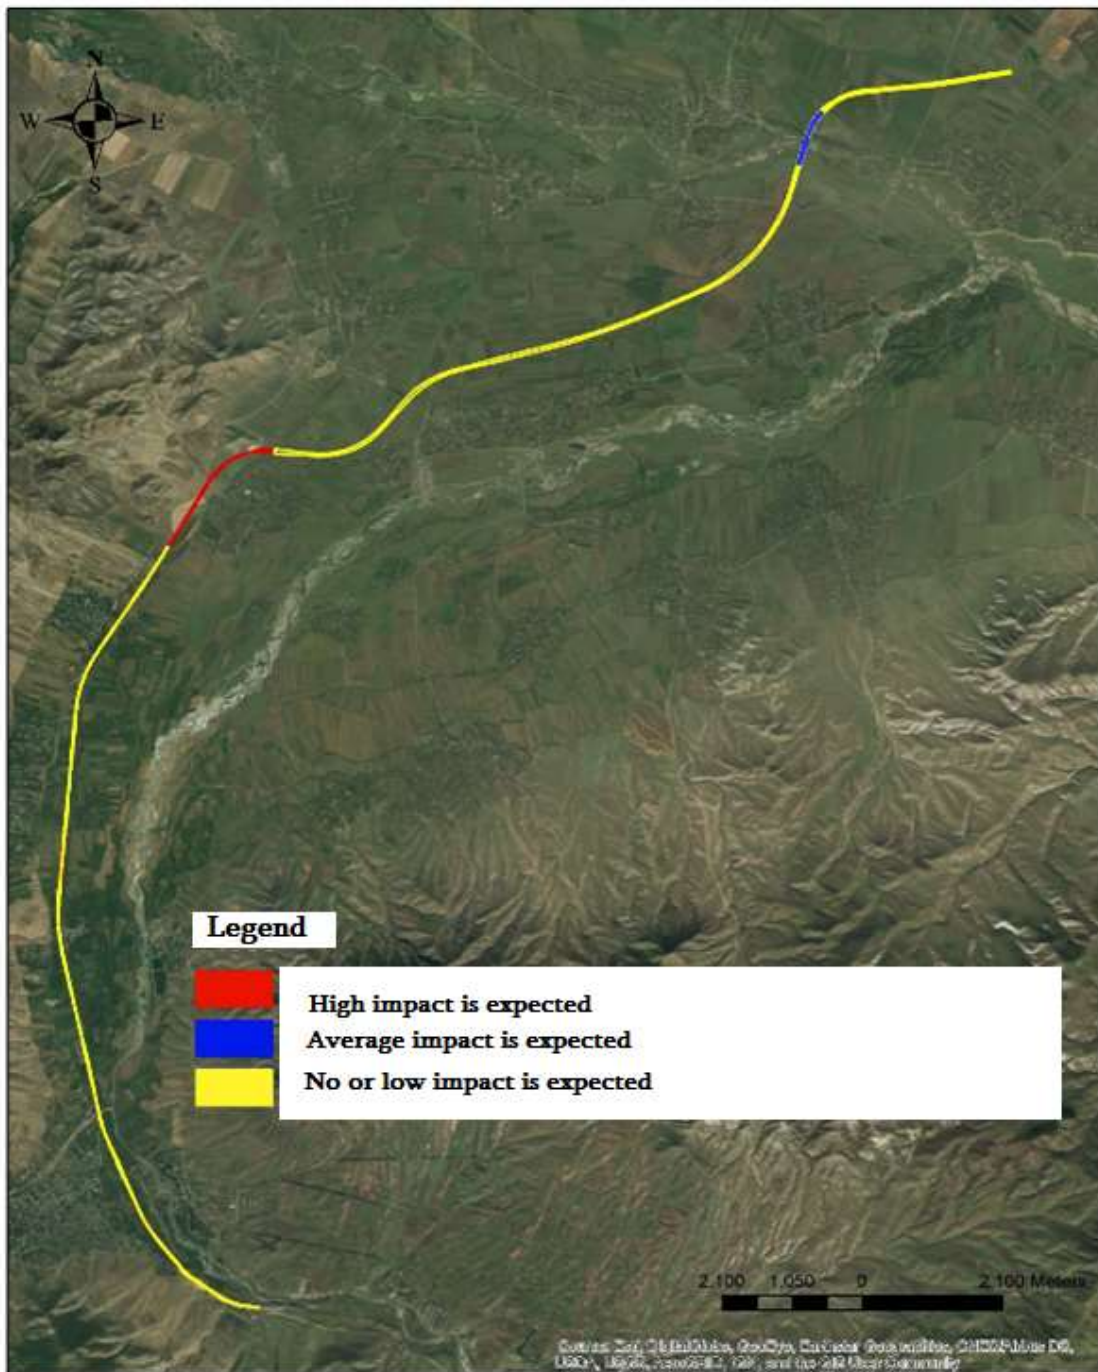 N
W E
S
Legend
High impact is expected
Average impact is expected
No or low impact is expected
2,100 1,050 0 2,100 Meters